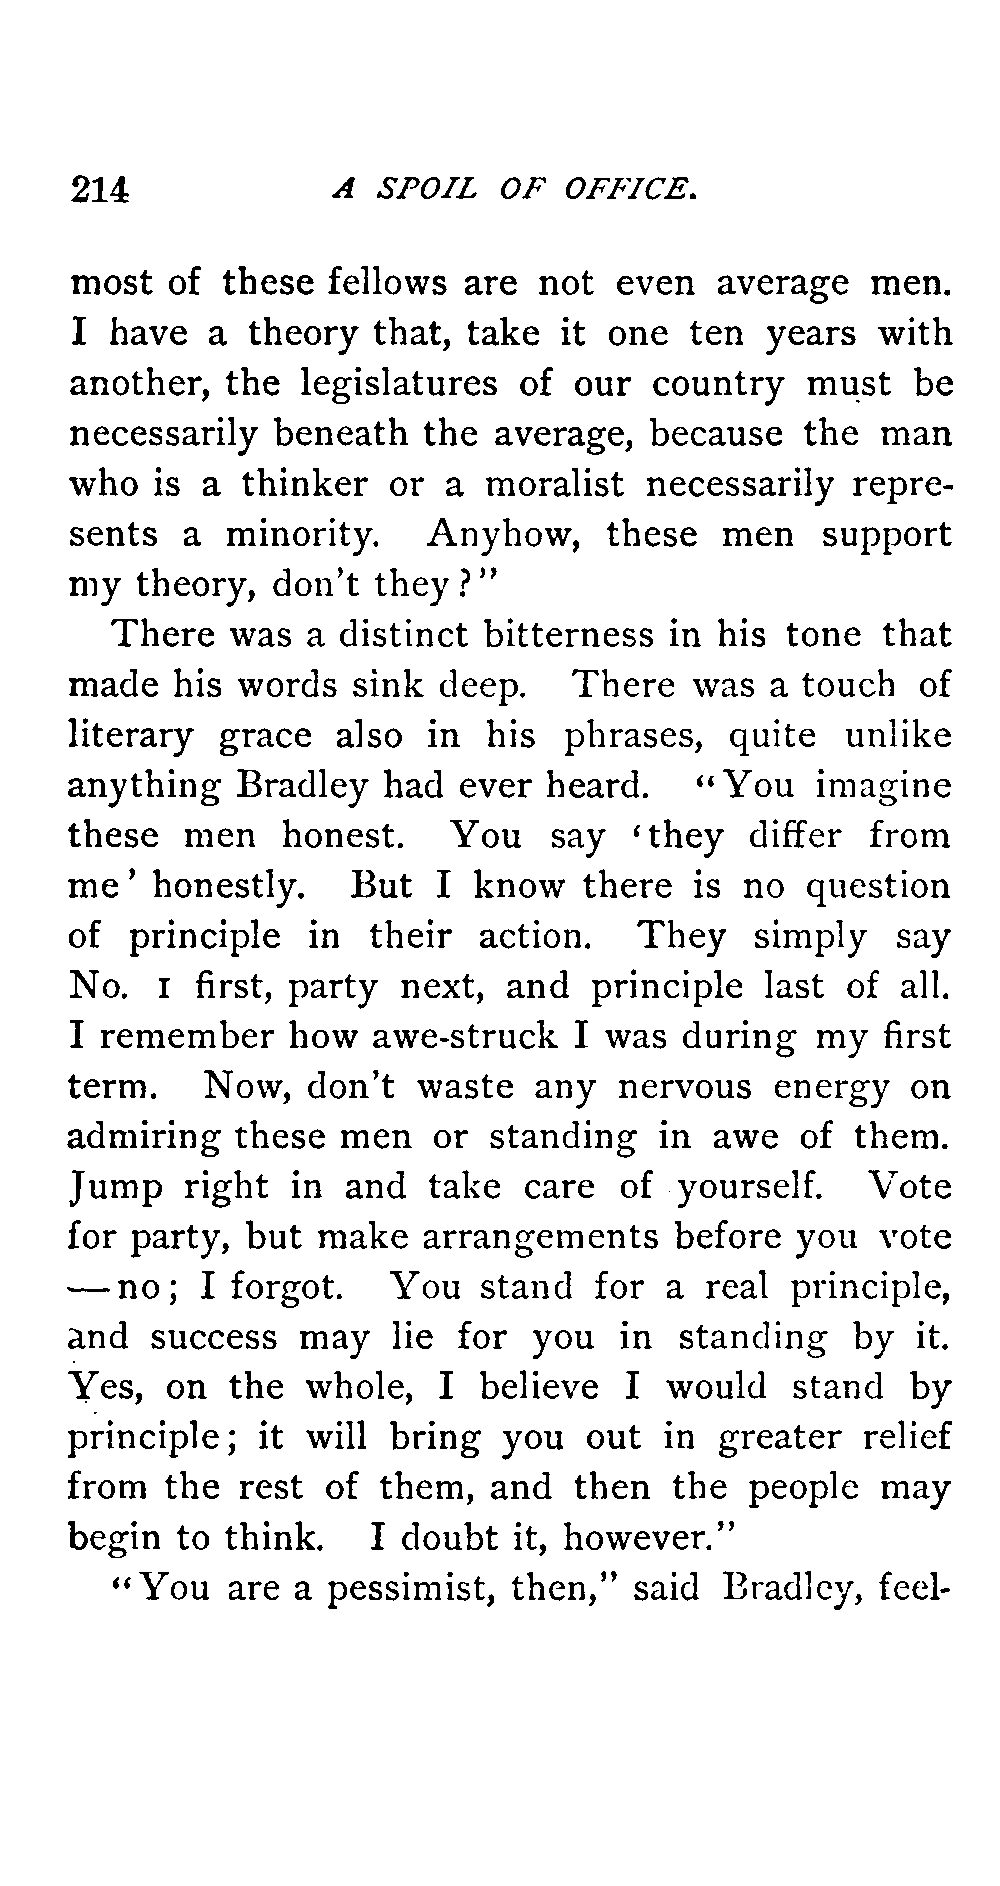 214 A SPOIL OF OFFICE.
most of these fellows are not even average men.
I have a theory that, take it one ten years with
another, the legislatures of our country must be
necessarily beneath the average, because the man
who is a thinker or a moralist necessarily repre-
sents a minority. Anyhow, these men support
my theory, don't they?"
There was a distinct bitterness in his tone that
made his words sink deep. There was a touch of
literary grace also in his phrases, quite unlike
anything Bradley had ever heard. "You imagine
these men honest. You say 'they differ from
me' honestly. But I know there is no question
of principle in their action. They simply say
No. 1 first, party next, and principle last of all.
I remember how awe-struck I was during my first
term. Now, don't waste any nervous energy on
admiring these men or standing in awe of them.
Jump right in and take care of yourself. Vote
for party, but make arrangements before you vote
— no; I forgot. You stand for a real principle,
and success may lie for you in standing by it.
Yes, on the whole, I believe I would stand by
principle; it will bring you out in greater relief
from the rest of them, and then the people may
begin to think. I doubt it, however."
"You are a pessimist, then," said Bradley, feel-